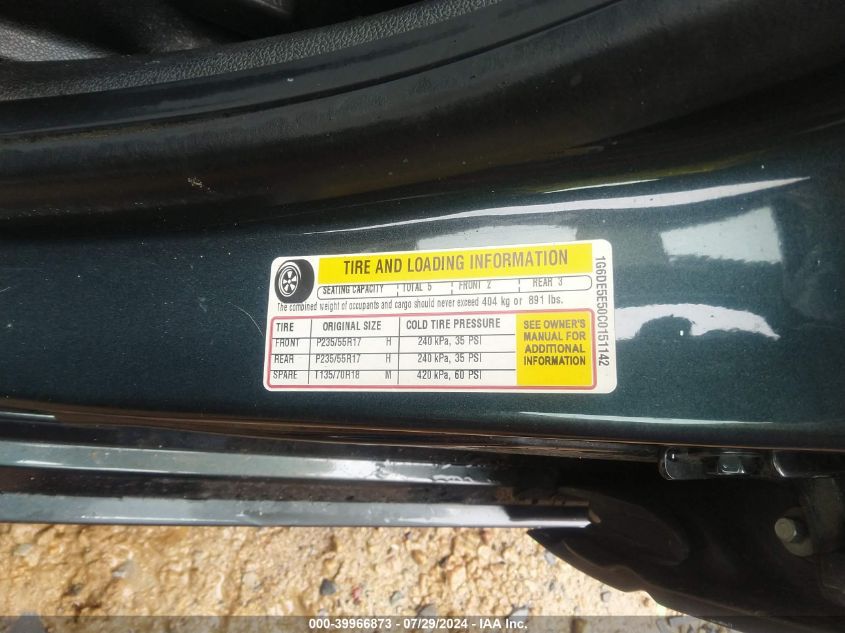 TIRE AND LOADING INFORMATION
SEATING CAPACITY TOTAL 5 FRONT 2 REAR 3
The combined weight of occupants and cargo should never exceed 404 kg or 891 lbs.
TIRE ORIGINAL SIZE COLD TIRE PRESSURE
FRONT P235/55R17 H 240 kPa, 35 PSI
REAR P235/55R17 H 240 kPa, 35 PSI
SPARE T135/70R18 M 420 kPa, 60 PSI
SEE OWNER'S
MANUAL FOR
ADDITIONAL
INFORMATION
1G6DE5E50C0151142
000-39966873 / 07/29/2024 - IAA Inc.